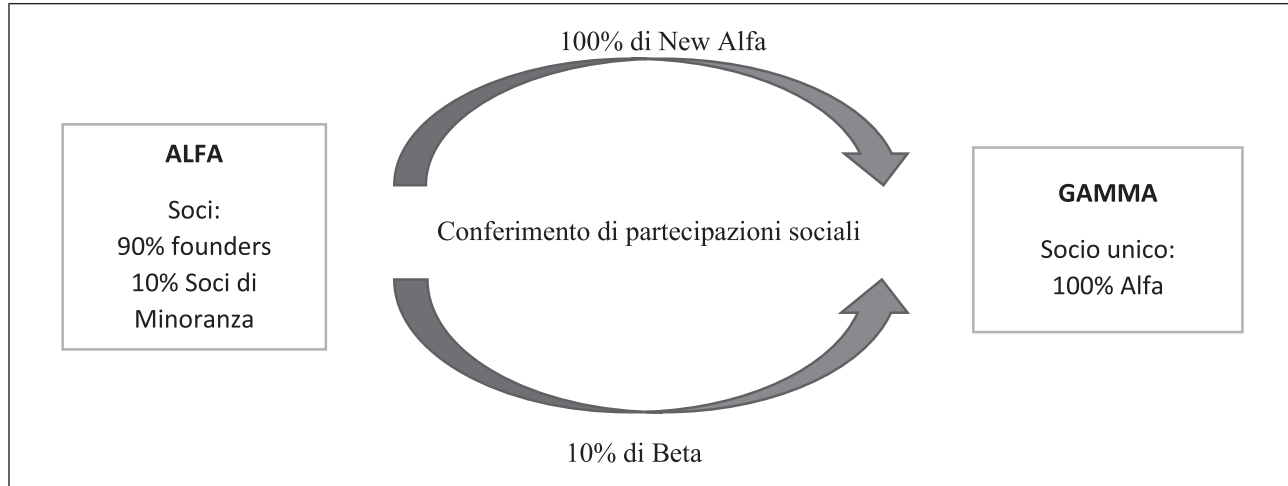 100% di New Alfa
ALFA
Soci:
90% founders
10% Soci di
Minoranza
Conferimento di partecipazioni sociali
GAMMA
Socio unico:
100% Alfa
10% di Beta